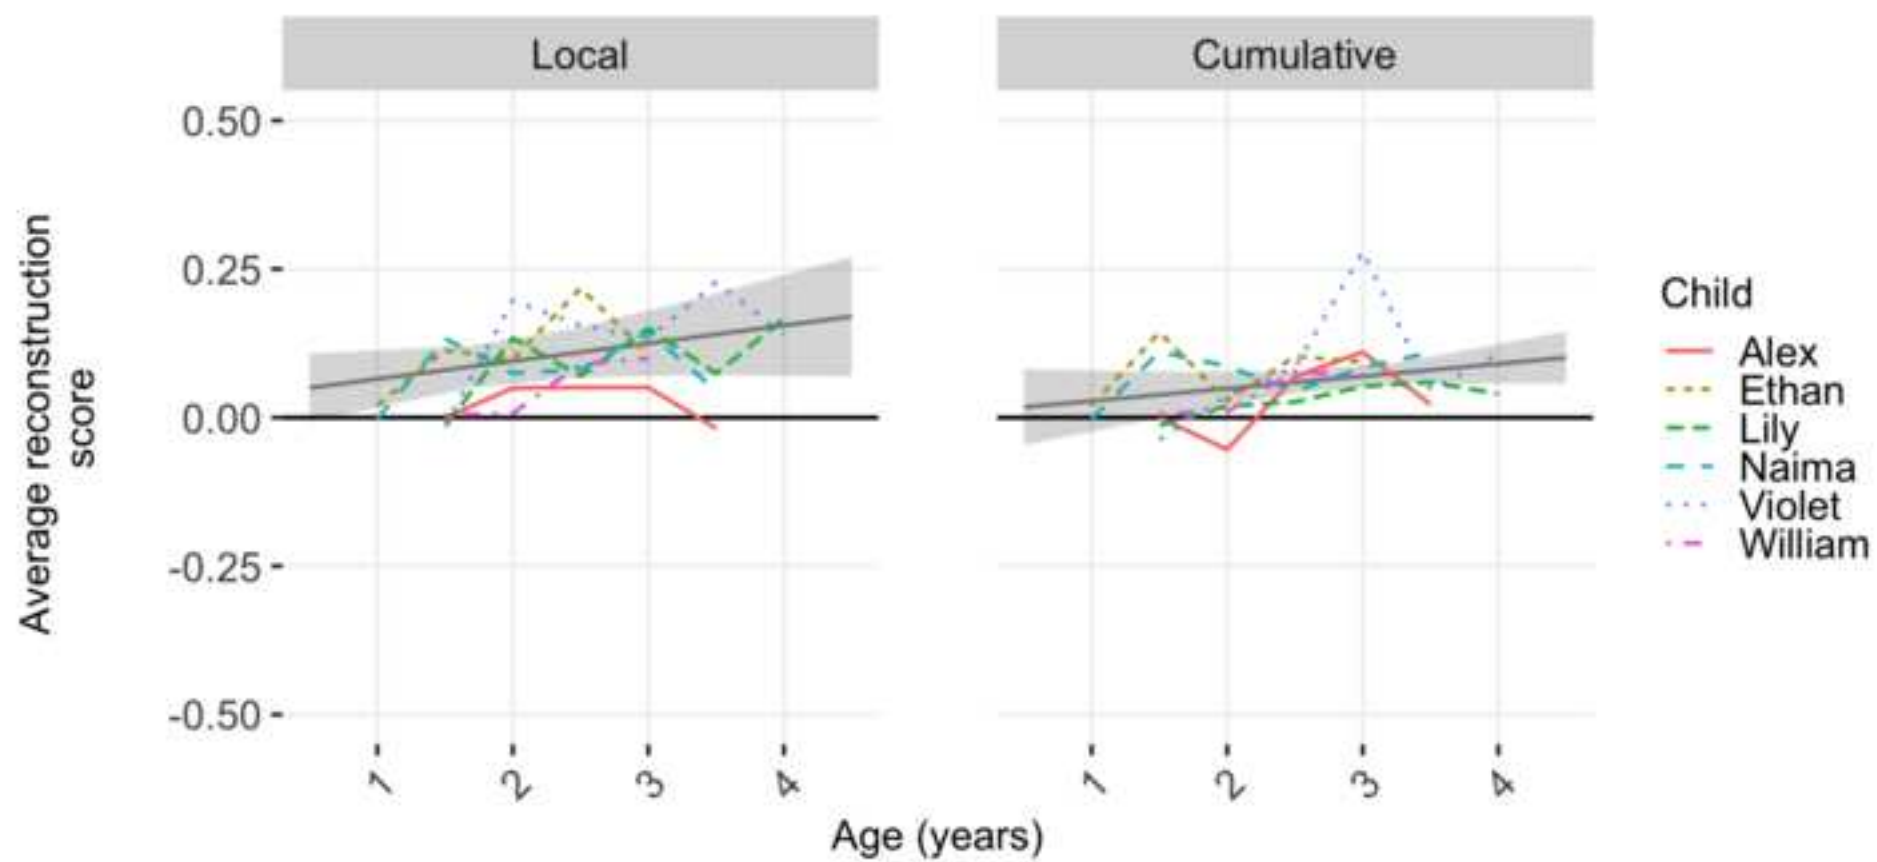 Local
Cumulative
0.50
0.25
0.00
-0.25
-0.50
Average reconstruction
score
1
2
3
4
1
2
3
4
Age (years)
Child
Alex
Ethan
Lily
Naima
Violet
William